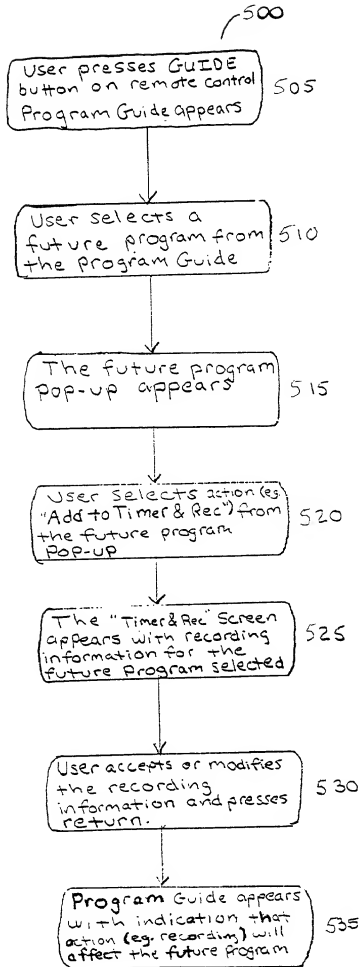 500
User presses GUIDE
button on remote control
Program Guide appears
505
User selects a
future program from
the Program Guide
510
The future program
Pop-up appears
515
User selects action (eg.
"Add to Timer & Rec") from
the future program
Pop-up
520
The "Timer & Rec" Screen
appears with recording
information for the
future Program selected
525
User accepts or modifies
the recording
information and presses
return.
530
Program Guide appears
with indication that
action (eg. recording) will
affect the future program
535